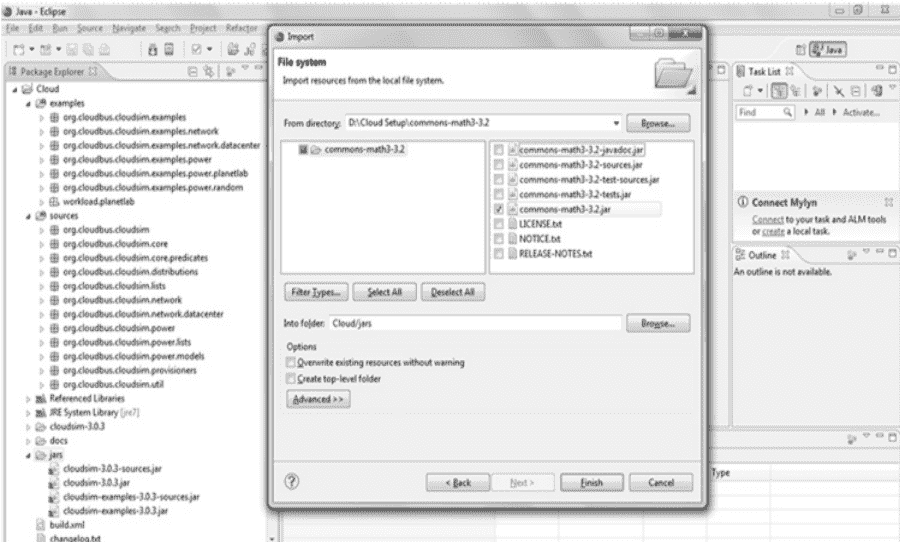 Java - Eclipse
File Edit Run Source Navigate Search Project Refactor
Java
Package Explorer
Cloud
examples
org.cloudbus.cloudsim.examples
org.cloudbus.cloudsim.examples.network
org.cloudbus.cloudsim.examples.network.datacenter
org.cloudbus.cloudsim.examples.power
org.cloudbus.cloudsim.examples.power.planetlab
org.cloudbus.cloudsim.examples.power.random
workload.planetlab
sources
org.cloudbus.cloudsim
org.cloudbus.cloudsim.core
org.cloudbus.cloudsim.core.predicates
org.cloudbus.cloudsim.distributions
org.cloudbus.cloudsim.lists
org.cloudbus.cloudsim.network
org.cloudbus.cloudsim.network.datacenter
org.cloudbus.cloudsim.power
org.cloudbus.cloudsim.power.lists
org.cloudbus.cloudsim.power.models
org.cloudbus.cloudsim.provisioners
org.cloudbus.cloudsim.util
Referenced Libraries
JRE System Library [jre7]
cloudsim-3.0.3
docs
jars
cloudsim-3.0.3-sources.jar
cloudsim-3.0.3.jar
cloudsim-examples-3.0.3-sources.jar
cloudsim-examples-3.0.3.jar
build.xml
changelog.txt
Import
File system
Import resources from the local file system.
From directory: D:\Cloud Setup\commons-math3-3.2 Browse...
commons-math3-3.2
commons-math3-3.2-javadoc.jar
commons-math3-3.2-sources.jar
commons-math3-3.2-test-sources.jar
commons-math3-3.2-tests.jar
commons-math3-3.2.jar
LICENSE.txt
NOTICE.txt
RELEASE-NOTES.txt
Filter Types... Select All Deselect All
Into folder: Cloud/jars Browse...
Options
Overwrite existing resources without warning
Create top-level folder
Advanced >>
? < Back Next > Finish Cancel
Task List
Find All Activate...
Connect Mylyn
Connect to your task and ALM tools
or create a local task.
Outline
An outline is not available.
Type